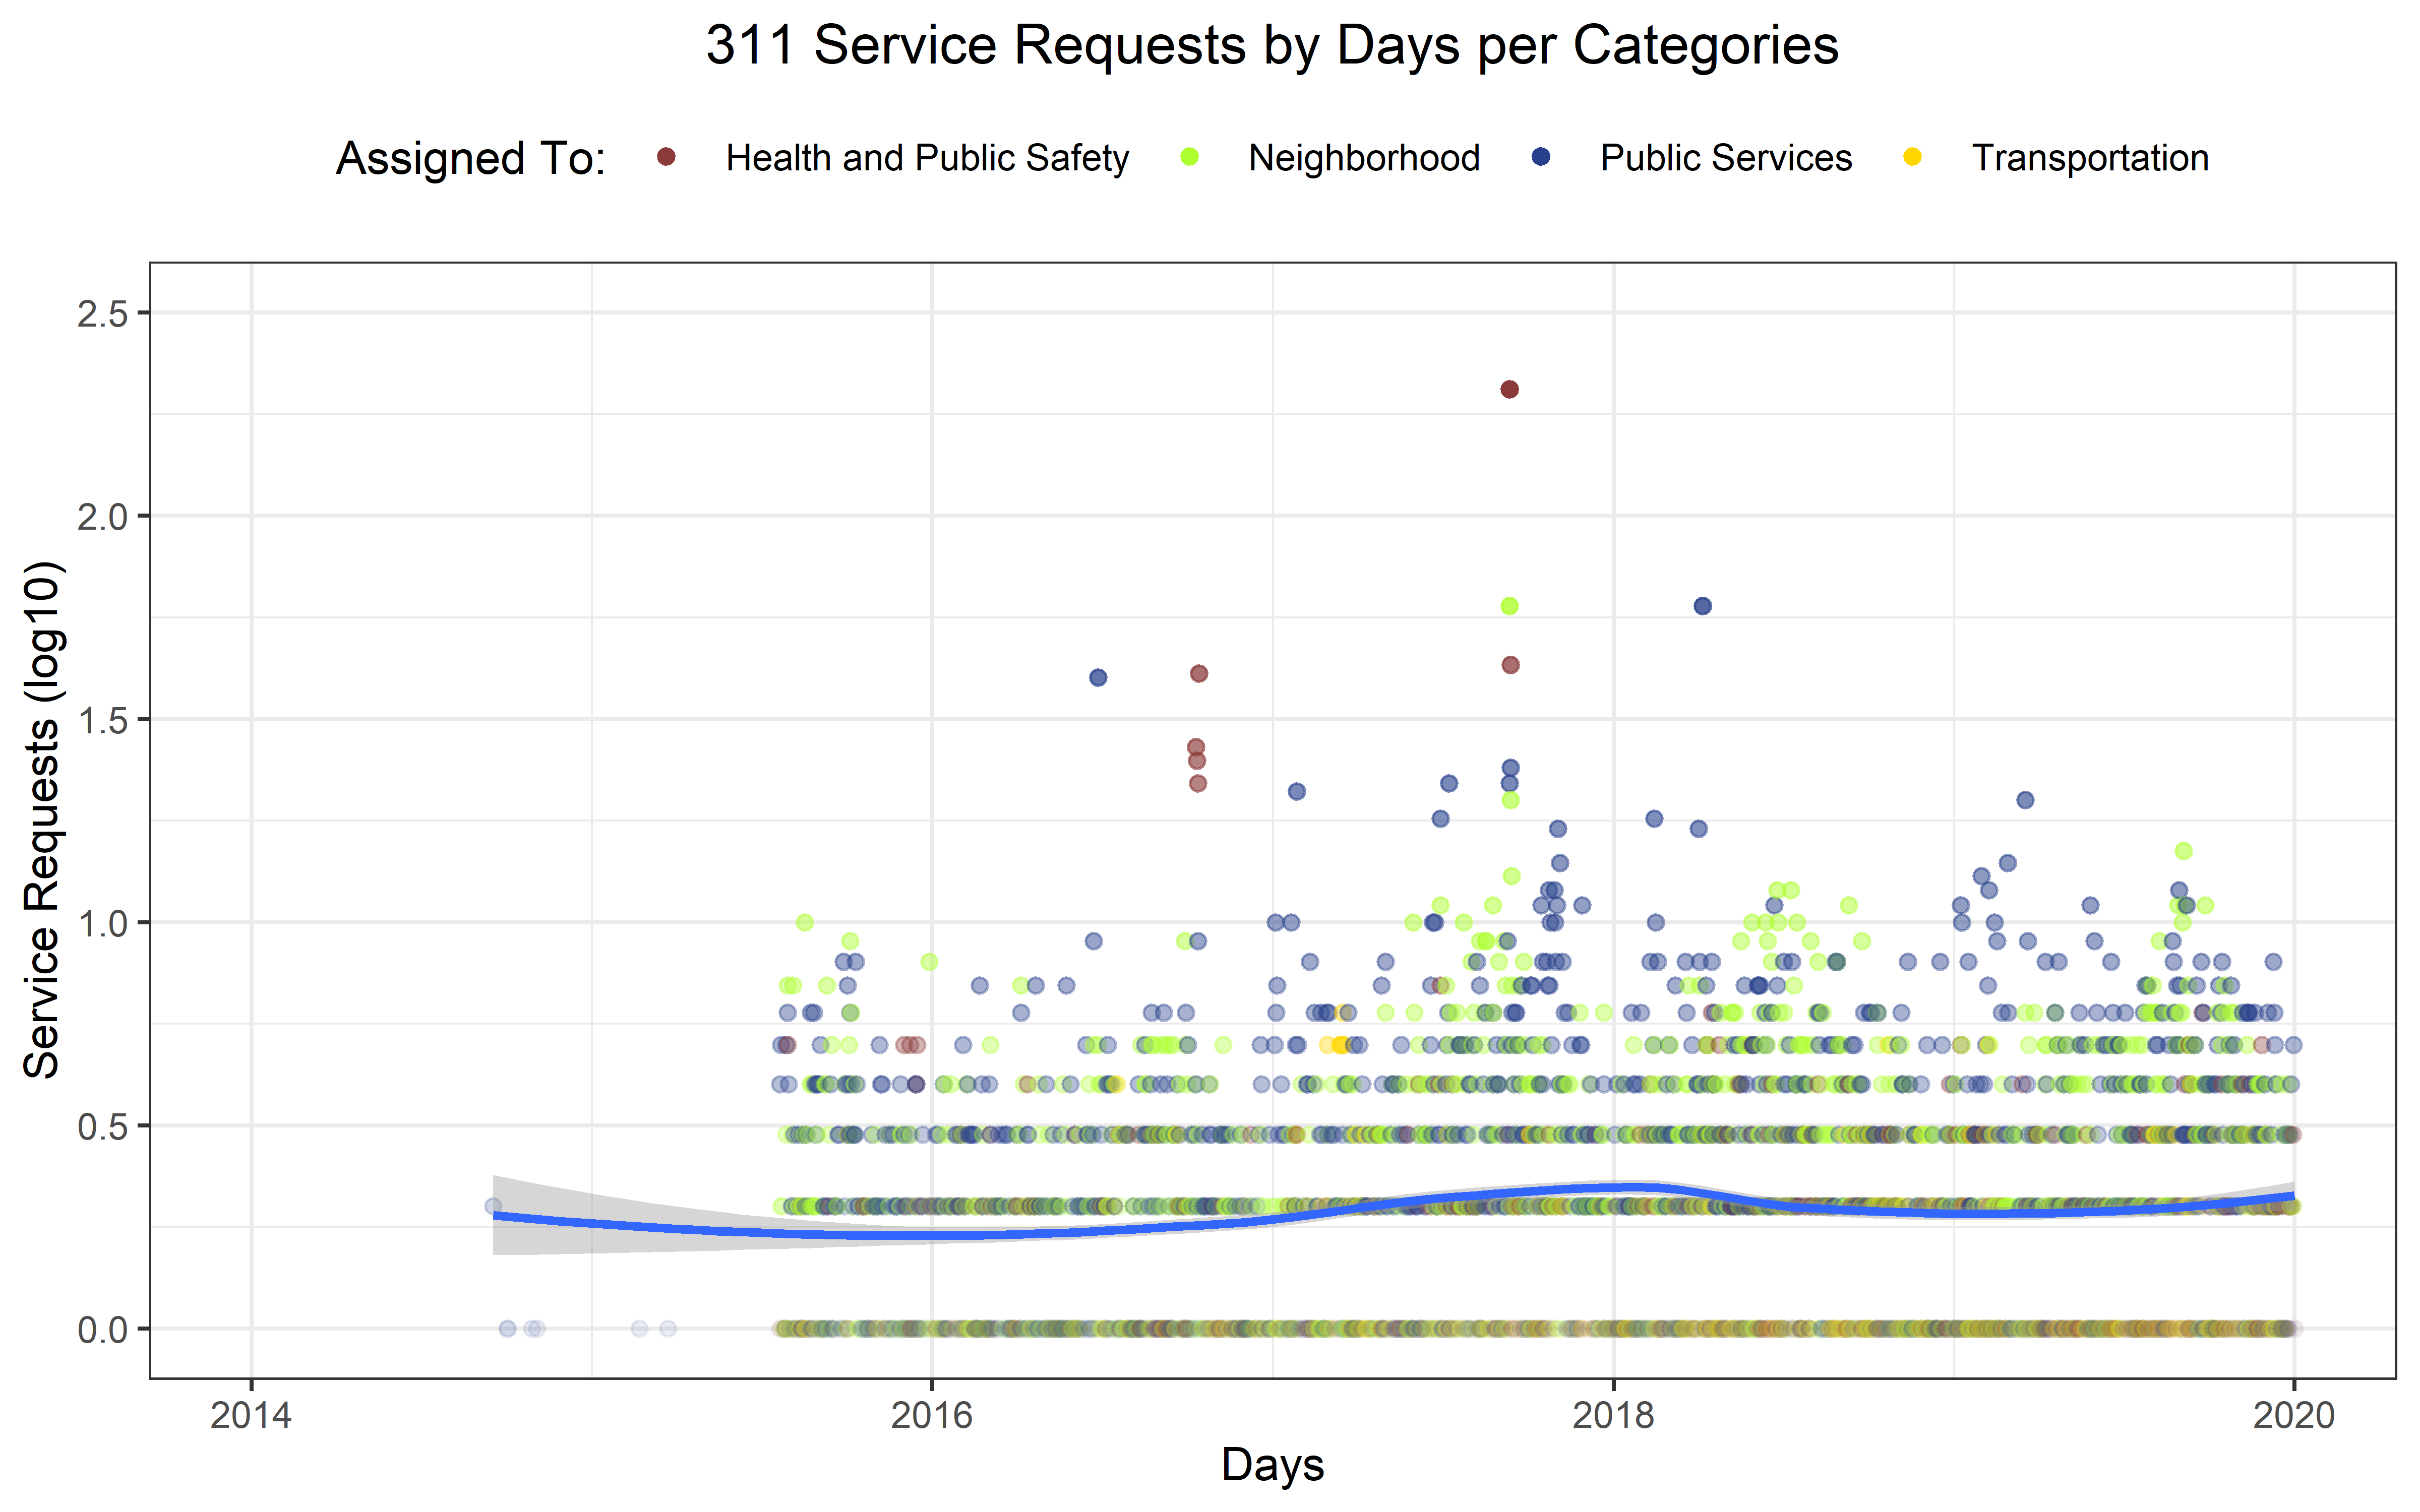 311 Service Requests by Days per Categories
Assigned To: Health and Public Safety Neighborhood Public Services Transportation
Service Requests (log10)
2.5
2.0
1.5
1.0
0.5
0.0
2014 2016 2018 2020
Days